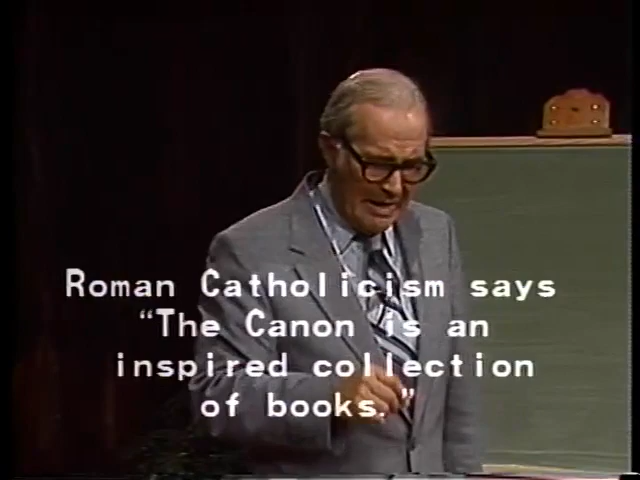 Roman Catholicism says
“The Canon is an
inspired collection
of books.”